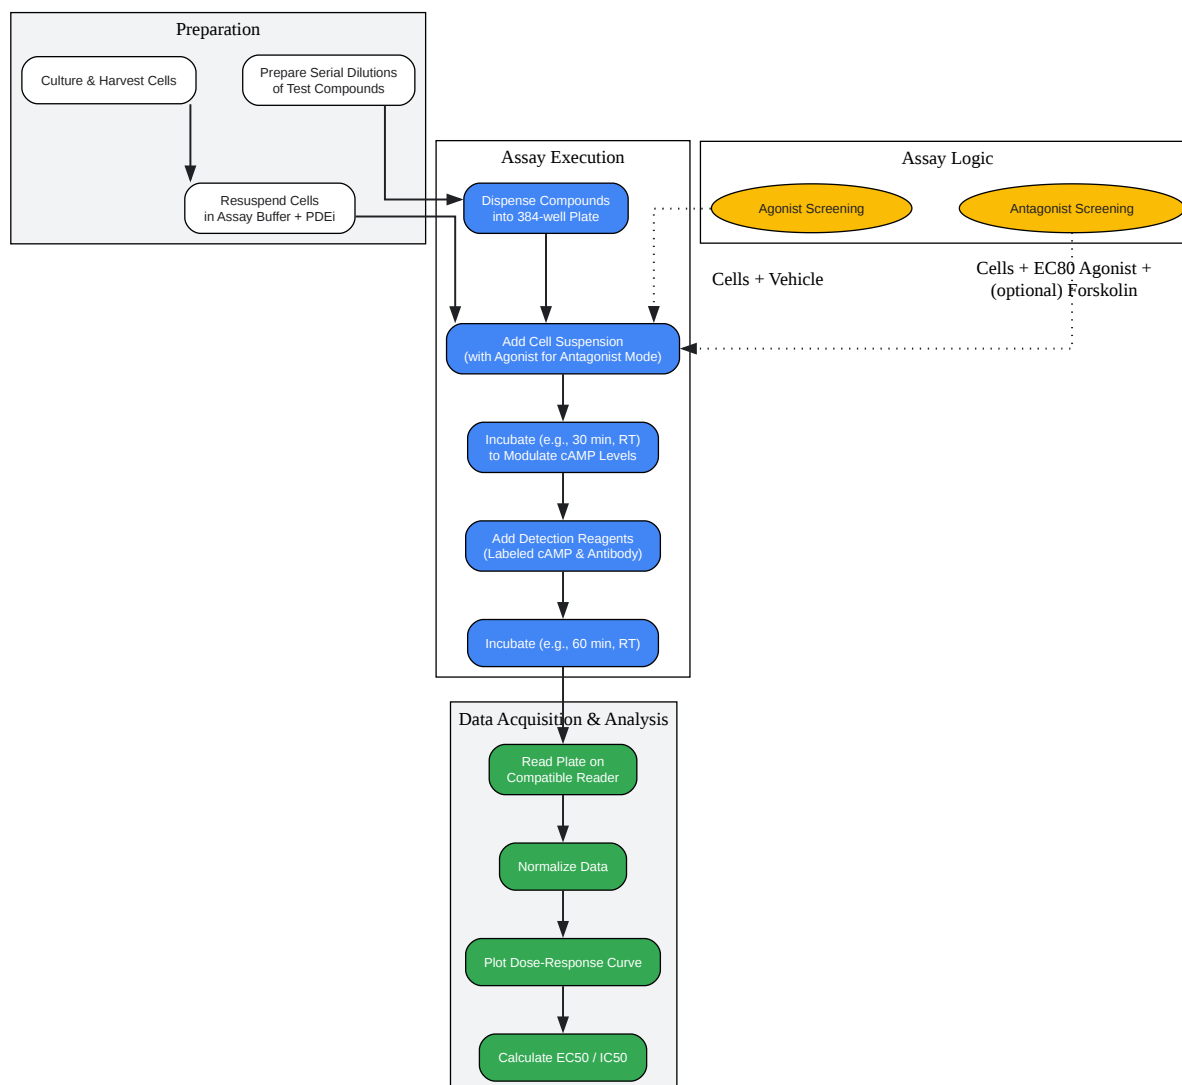 Preparation
Culture & Harvest Cells
Prepare Serial Dilutions
of Test Compounds
Resuspend Cells
in Assay Buffer + PDEi
Assay Execution
Dispense Compounds
into 384-well Plate
Assay Logic
Agonist Screening
Antagonist Screening
Cells + Vehicle
Cells + EC80 Agonist +
(optional) Forskolin
Add Cell Suspension
(with Agonist for Antagonist Mode)
Incubate (e.g., 30 min, RT)
to Modulate cAMP Levels
Add Detection Reagents
(Labeled cAMP & Antibody)
Incubate (e.g., 60 min, RT)
Data Acquisition & Analysis
Read Plate on
Compatible Reader
Normalize Data
Plot Dose-Response Curve
Calculate EC50 / IC50